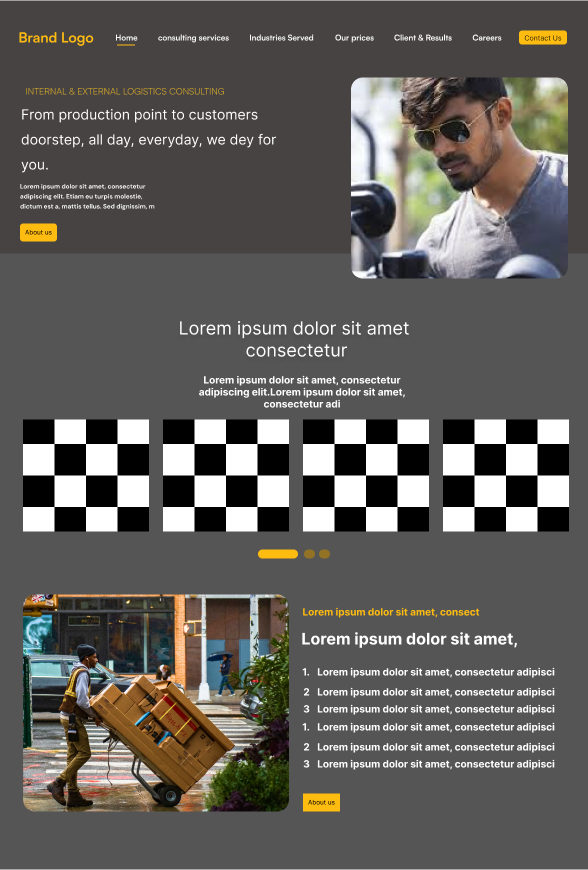 Brand Logo
Home
consulting services
Industries Served
Our prices
Client & Results
Careers
Contact Us
INTERNAL & EXTERNAL LOGISTICS CONSULTING
From production point to customers
doorstep, all day, everyday, we dey for
you.
Lorem ipsum dolor sit amet, consectetur
adipiscing elit. Etiam eu turpis molestie,
dictum est a, mattis tellus. Sed dignissim, m
About us
Lorem ipsum dolor sit amet
consectetur
Lorem ipsum dolor sit amet, consectetur
adipiscing elit.Lorem ipsum dolor sit amet,
consectetur adi
Lorem ipsum dolor sit amet, consect
Lorem ipsum dolor sit amet,
1. Lorem ipsum dolor sit amet, consectetur adipisci
2 Lorem ipsum dolor sit amet, consectetur adipisci
3 Lorem ipsum dolor sit amet, consectetur adipisci
1. Lorem ipsum dolor sit amet, consectetur adipisci
2 Lorem ipsum dolor sit amet, consectetur adipisci
3 Lorem ipsum dolor sit amet, consectetur adipisci
About us